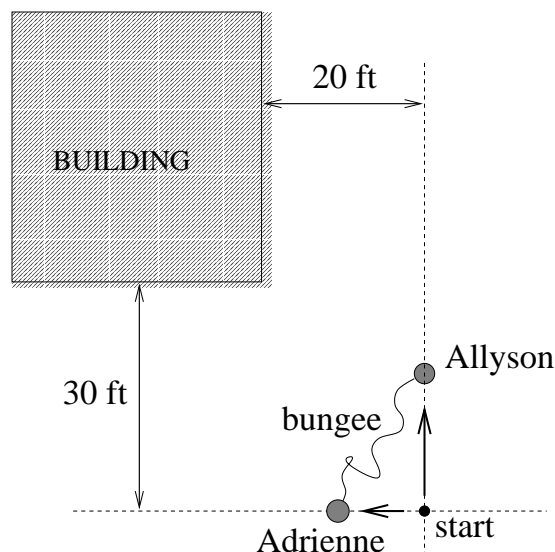 20 ft
BUILDING
Allyson
30 ft
bungee
start
Adrienne